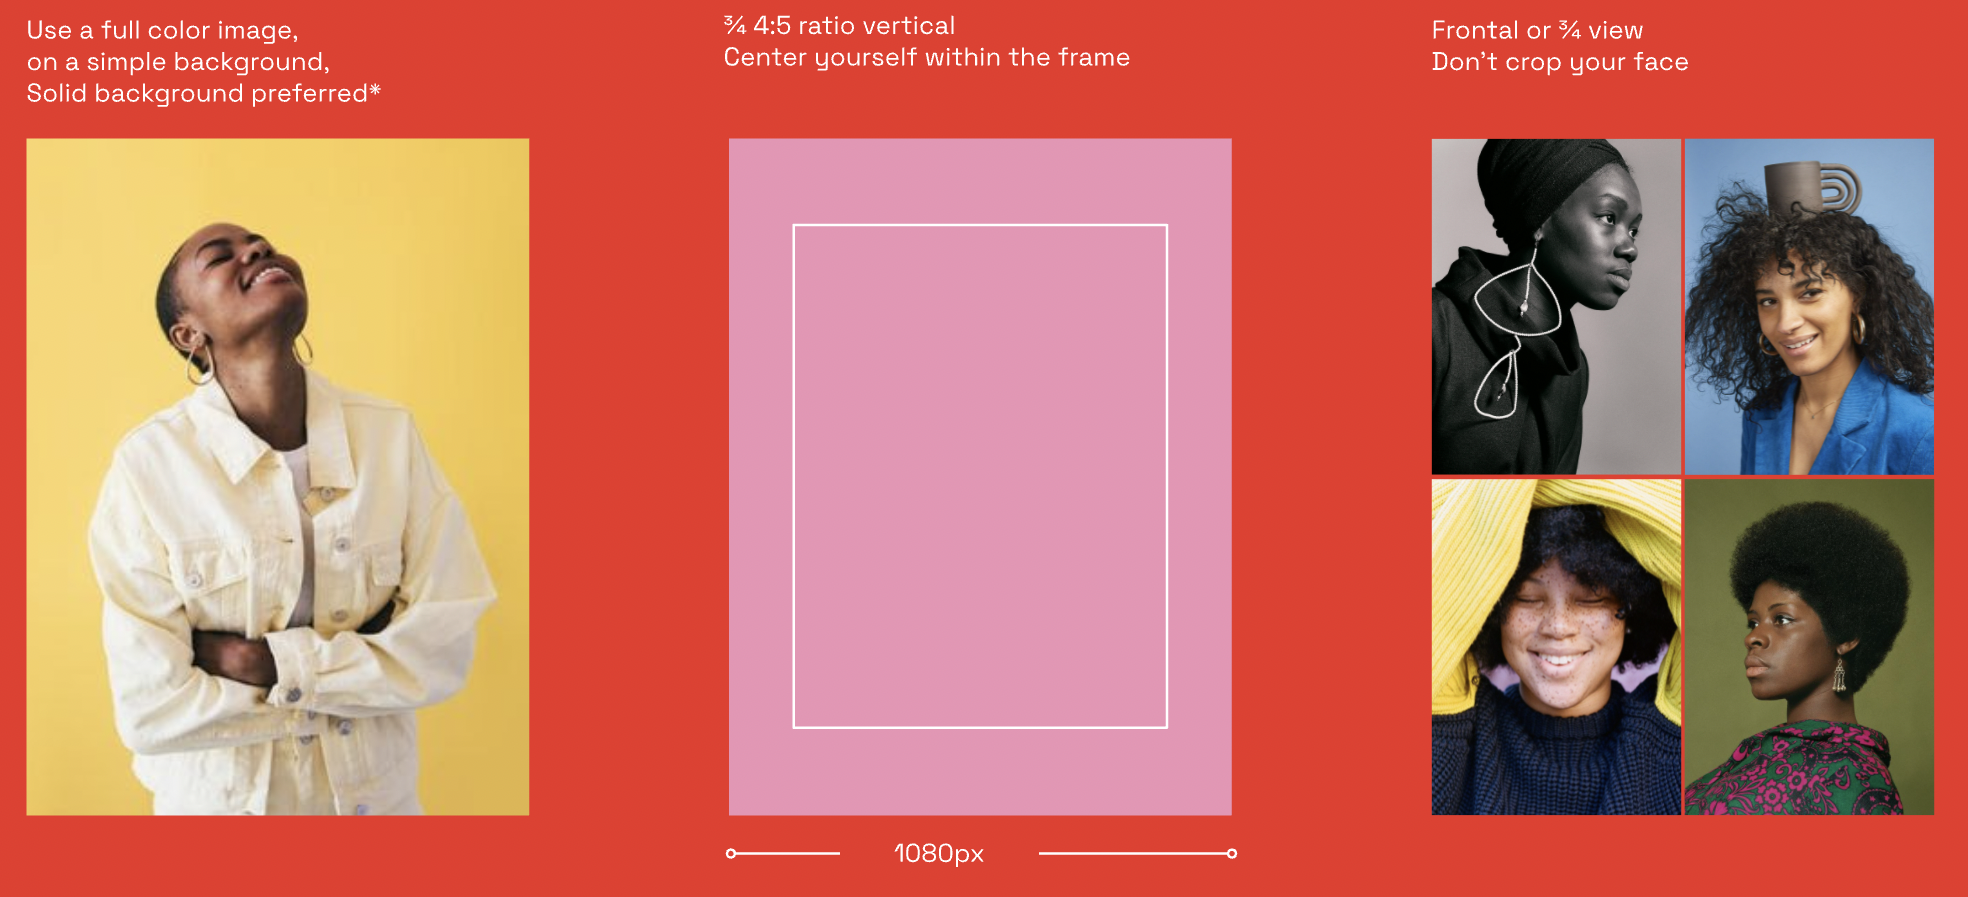 Use a full color image,
on a simple background,
Solid background preferred*
¾ 4:5 ratio vertical
Center yourself within the frame
Frontal or ¾ view
Don’t crop your face
1080px